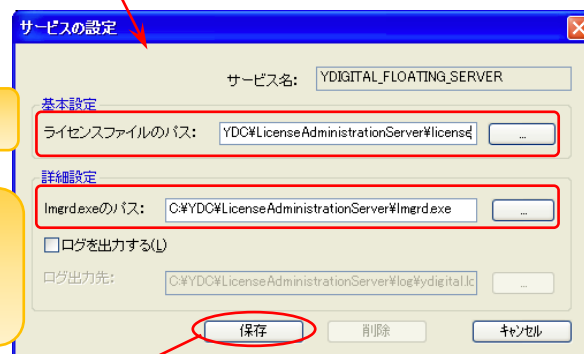 サービスの設定
サービス名: YDIGITAL_FLOATING_SERVER
基本設定
ライセンスファイルのパス: YDC¥LicenseAdministrationServer¥license ...
詳細設定
lmgrd.exeのパス: C:¥YDC¥LicenseAdministrationServer¥lmgrd.exe ...
ログを出力する(L)
ログ出力先: C:¥YDC¥LicenseAdministrationServer¥log¥ydigital.lc ...
保存 削除 キャンセル